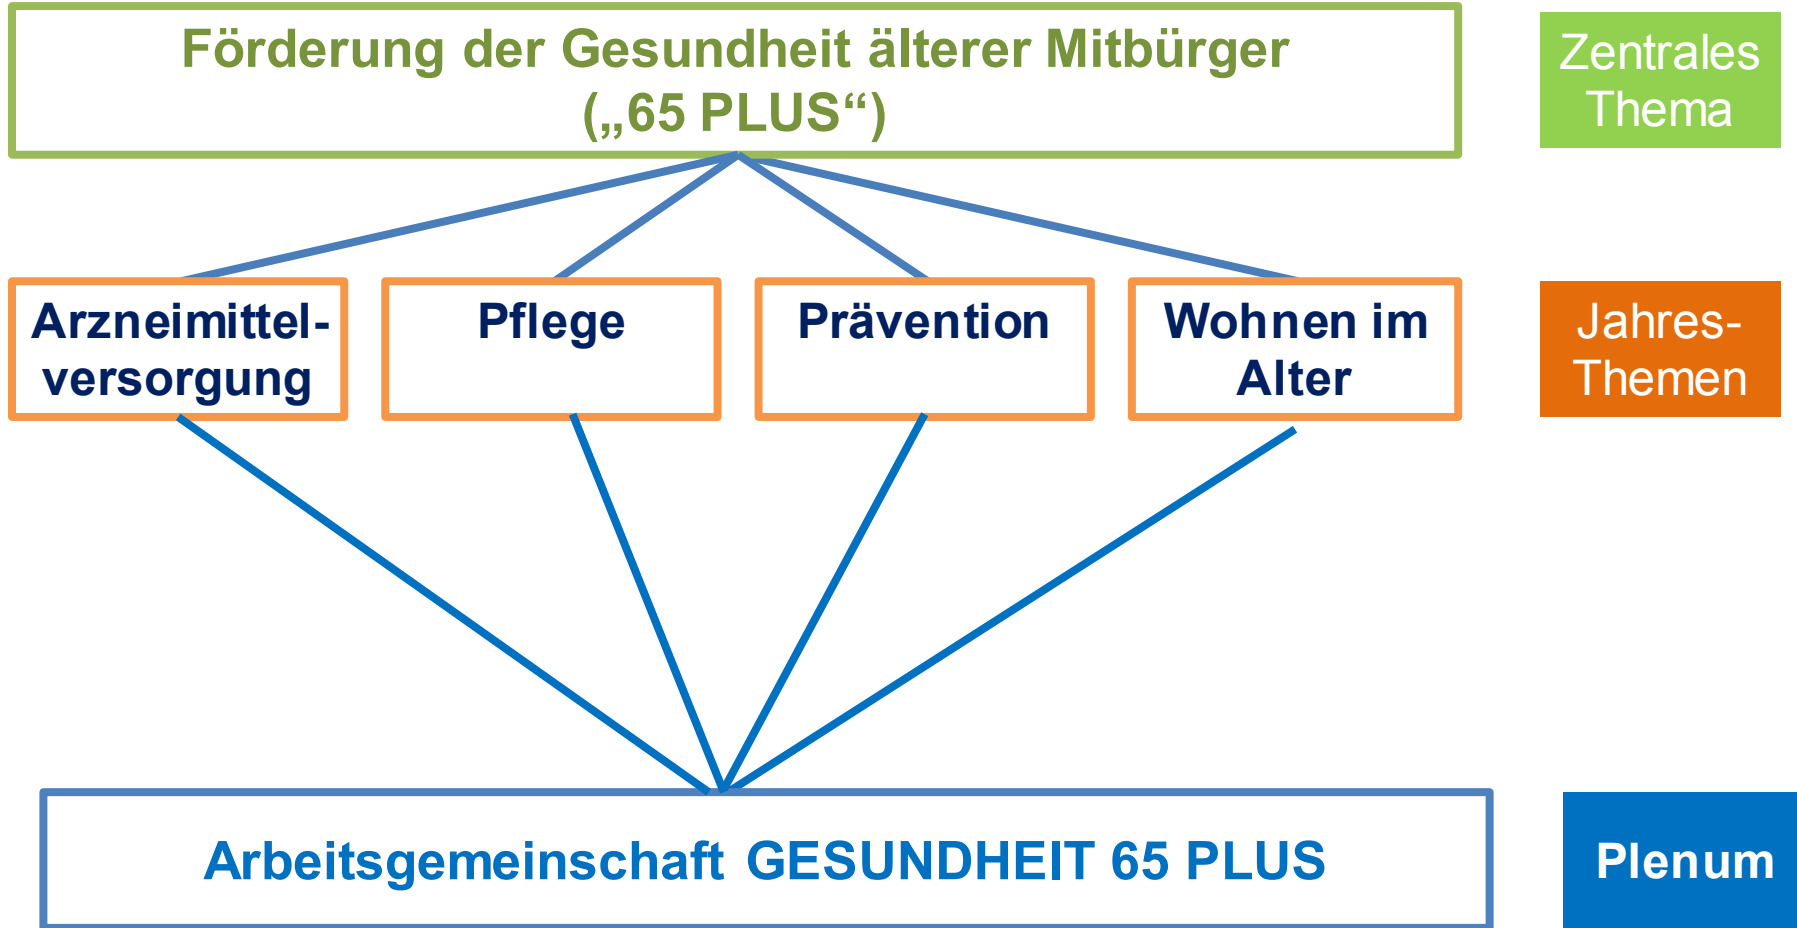 Förderung der Gesundheit älterer Mitbürger
(„65 PLUS“)
Zentrales
Thema
Arzneimittel-
versorgung
Pflege
Prävention
Wohnen im
Alter
Jahres-
Themen
Arbeitsgemeinschaft GESUNDHEIT 65 PLUS
Plenum